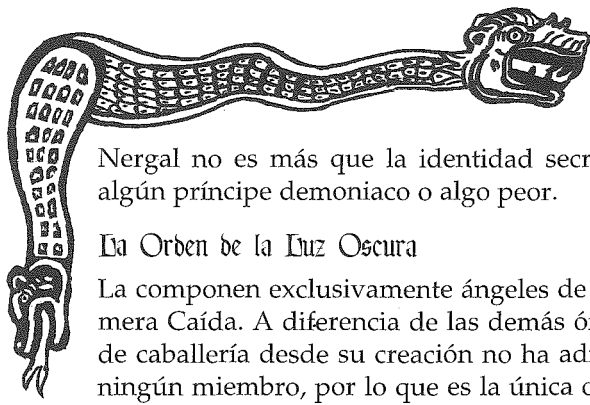 Nergal no es más que la identidad secr
algún príncipe demoniaco o algo peor.
La Orden de la Luz Oscura
La componen exclusivamente ángeles de
mera Caída. A diferencia de las demás ór
de caballería desde su creación no ha ad
ningún miembro, por lo que es la única